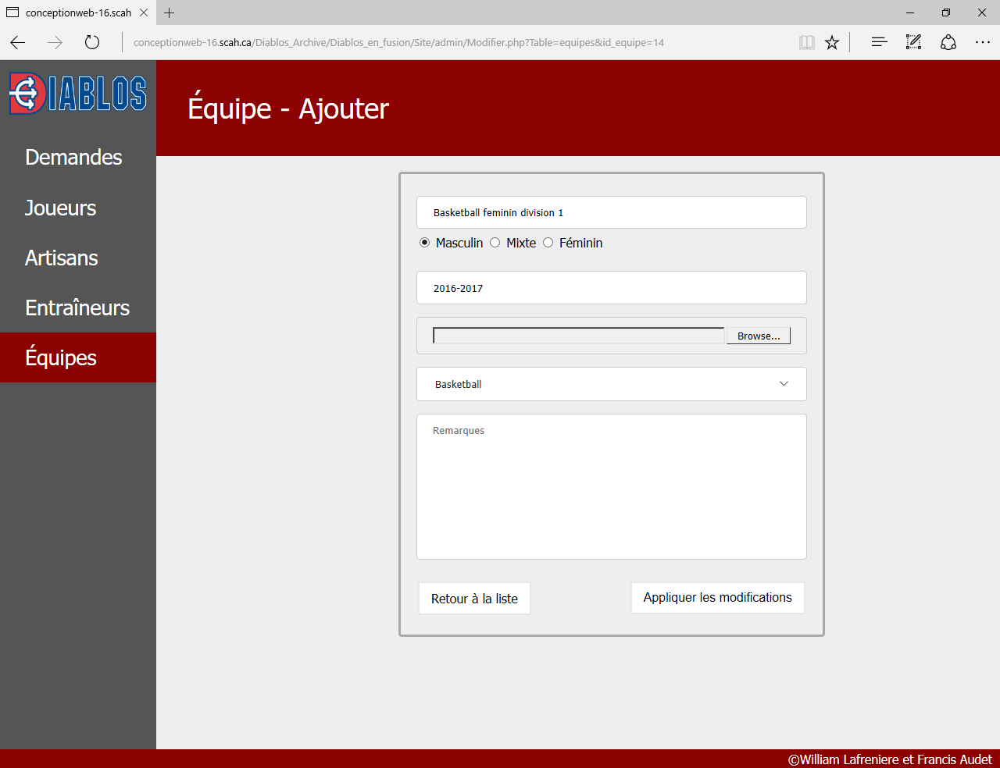 conceptionweb-16.scah
conceptionweb-16.scah.ca/Diablos_Archive/Diablos_en_fusion/Site/admin/Modifier.php?Table=equipes&id_equipe=14
DIABLOS
Demandes
Joueurs
Artisans
Entraîneurs
Équipes
Équipe - Ajouter
Basketball feminin division 1
Masculin Mixte Féminin
2016-2017
Browse...
Basketball
Remarques
Retour à la liste Appliquer les modifications
©William Lafreniere et Francis Audet